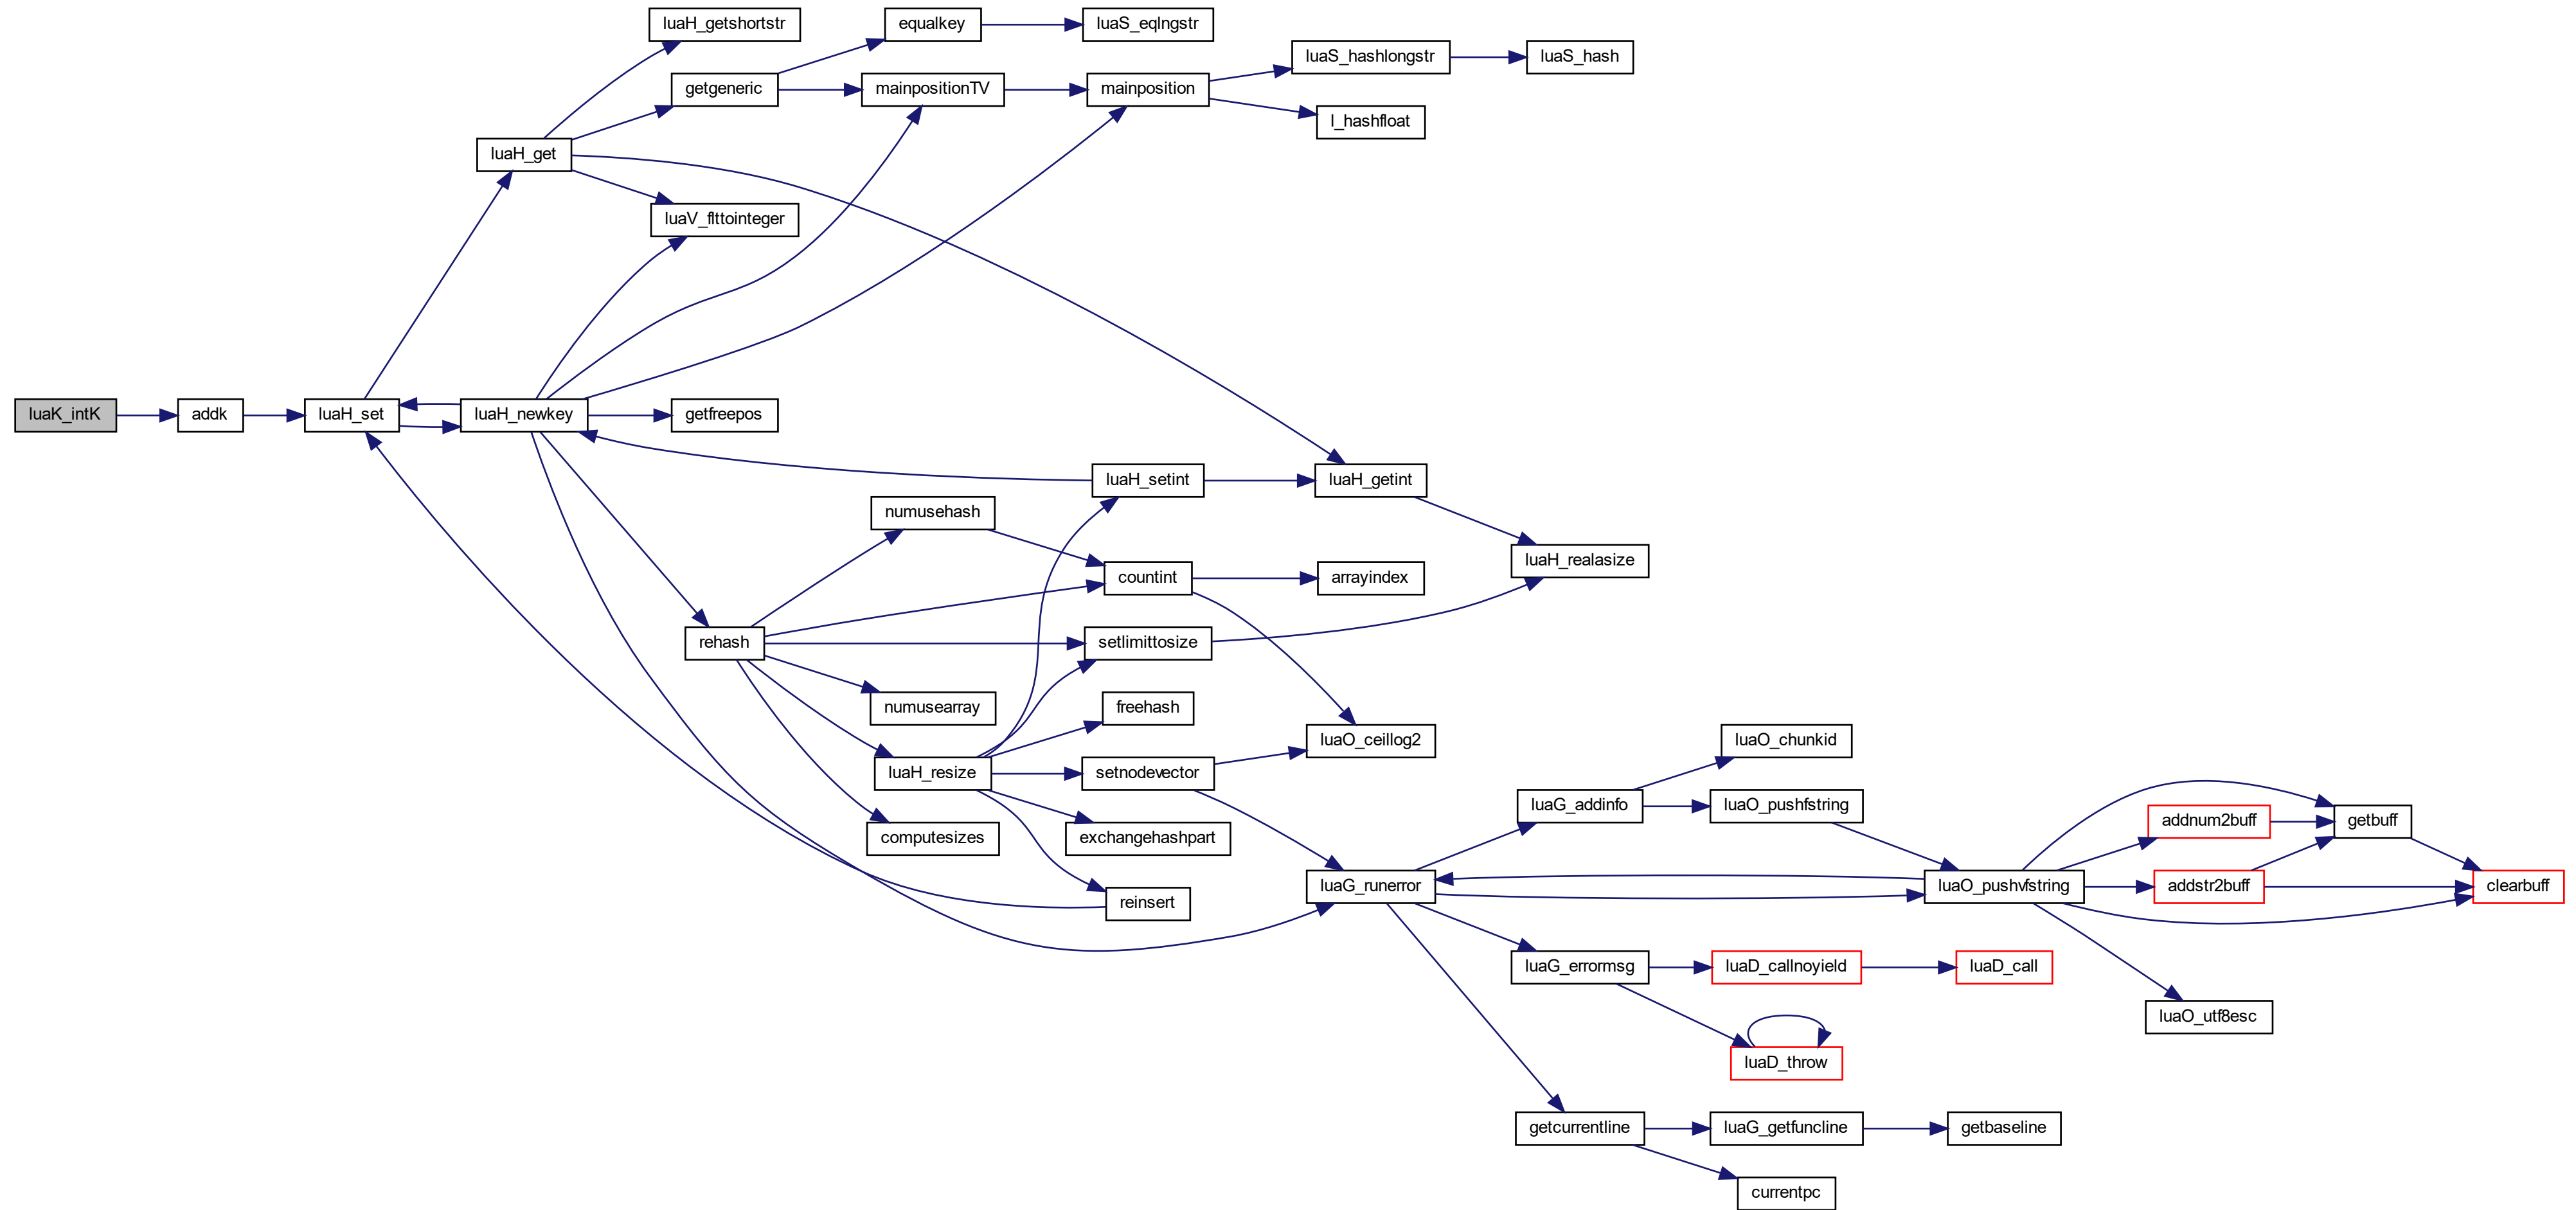 luaH_getshortstr
equalkey
luaS_eqlngstr
luaS_hashlongstr
luaS_hash
getgeneric
mainpositionTV
mainposition
l_hashfloat
luaH_get
luaV_flttointeger
luaK_intK
addk
luaH_set
luaH_newkey
getfreepos
luaH_setint
luaH_getint
numusehash
luaH_realasize
countint
arrayindex
rehash
setlimittosize
numusearray
freehash
luaO_ceillog2
luaO_chunkid
luaH_resize
setnodevector
luaG_addinfo
luaO_pushfstring
addnum2buff
getbuff
computesizes
exchangehashpart
luaG_runerror
luaO_pushvfstring
addstr2buff
clearbuff
reinsert
luaG_errormsg
luaD_callnoyield
luaD_call
luaO_utf8esc
luaD_throw
getcurrentline
luaG_getfuncline
getbaseline
currentpc